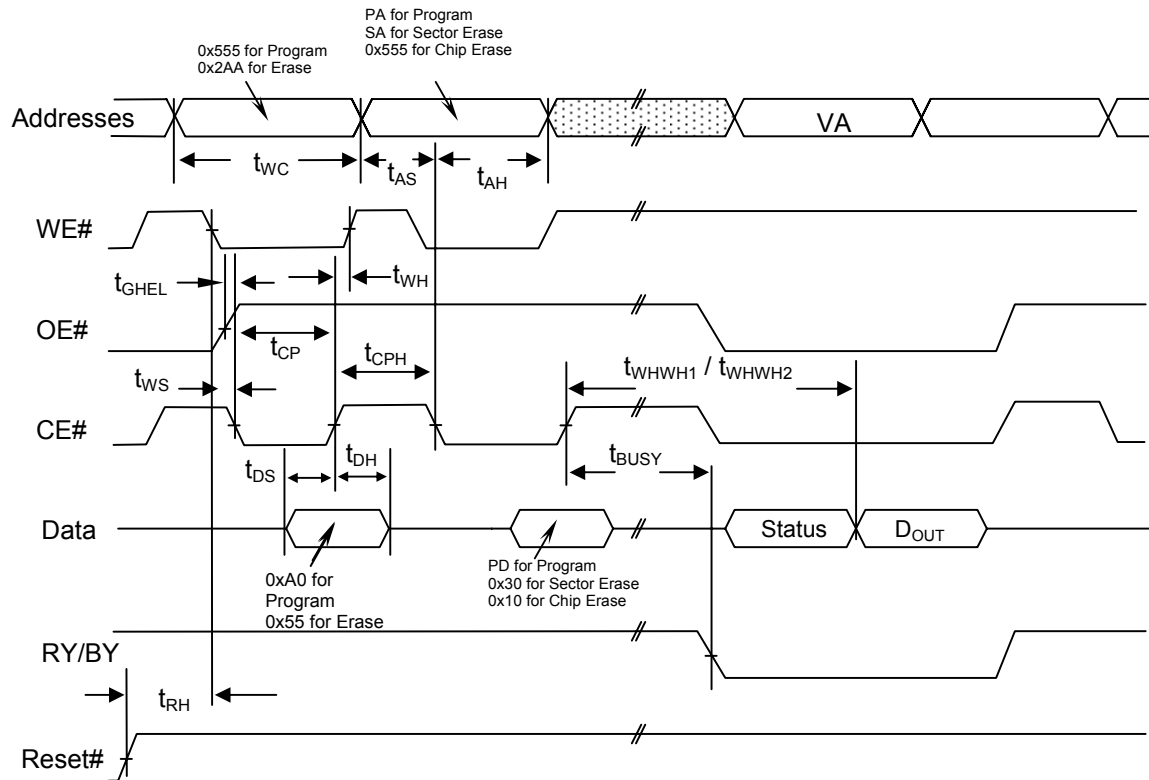 PA for Program
SA for Sector Erase
0x555 for Chip Erase
0x555 for Program
0x2AA for Erase
Addresses
VA
tWC
tAS
tAH
WE#
tGHEL
tWH
OE#
tCP
tCPH
tWHWH1 / tWHWH2
tWS
CE#
tDS
tDH
tBUSY
Data
Status
DOUT
0xA0 for
Program
0x55 for Erase
PD for Program
0x30 for Sector Erase
0x10 for Chip Erase
RY/BY
tRH
Reset#